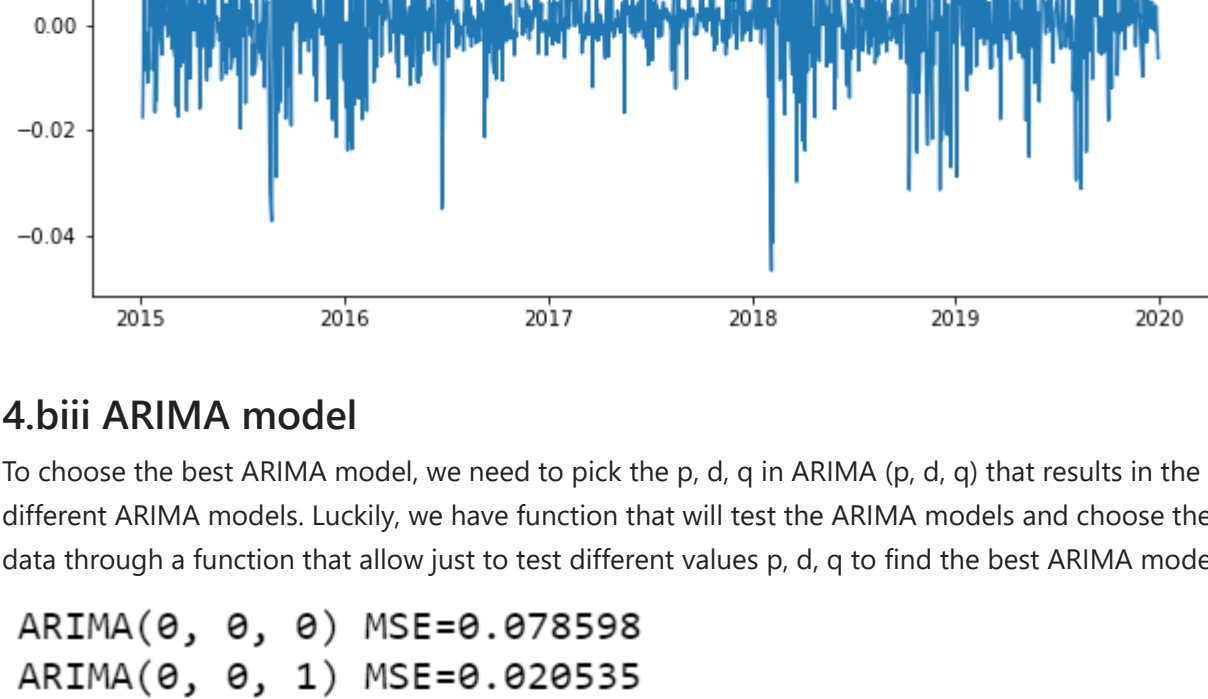 0.00
−0.02
−0.04
2015 2016 2017 2018 2019 2020
4.biii ARIMA model
To choose the best ARIMA model, we need to pick the p, d, q in ARIMA (p, d, q) that results in the
different ARIMA models. Luckily, we have function that will test the ARIMA models and choose the
data through a function that allow just to test different values p, d, q to find the best ARIMA mode
ARIMA(0, 0, 0) MSE=0.078598
ARIMA(0, 0, 1) MSE=0.020535